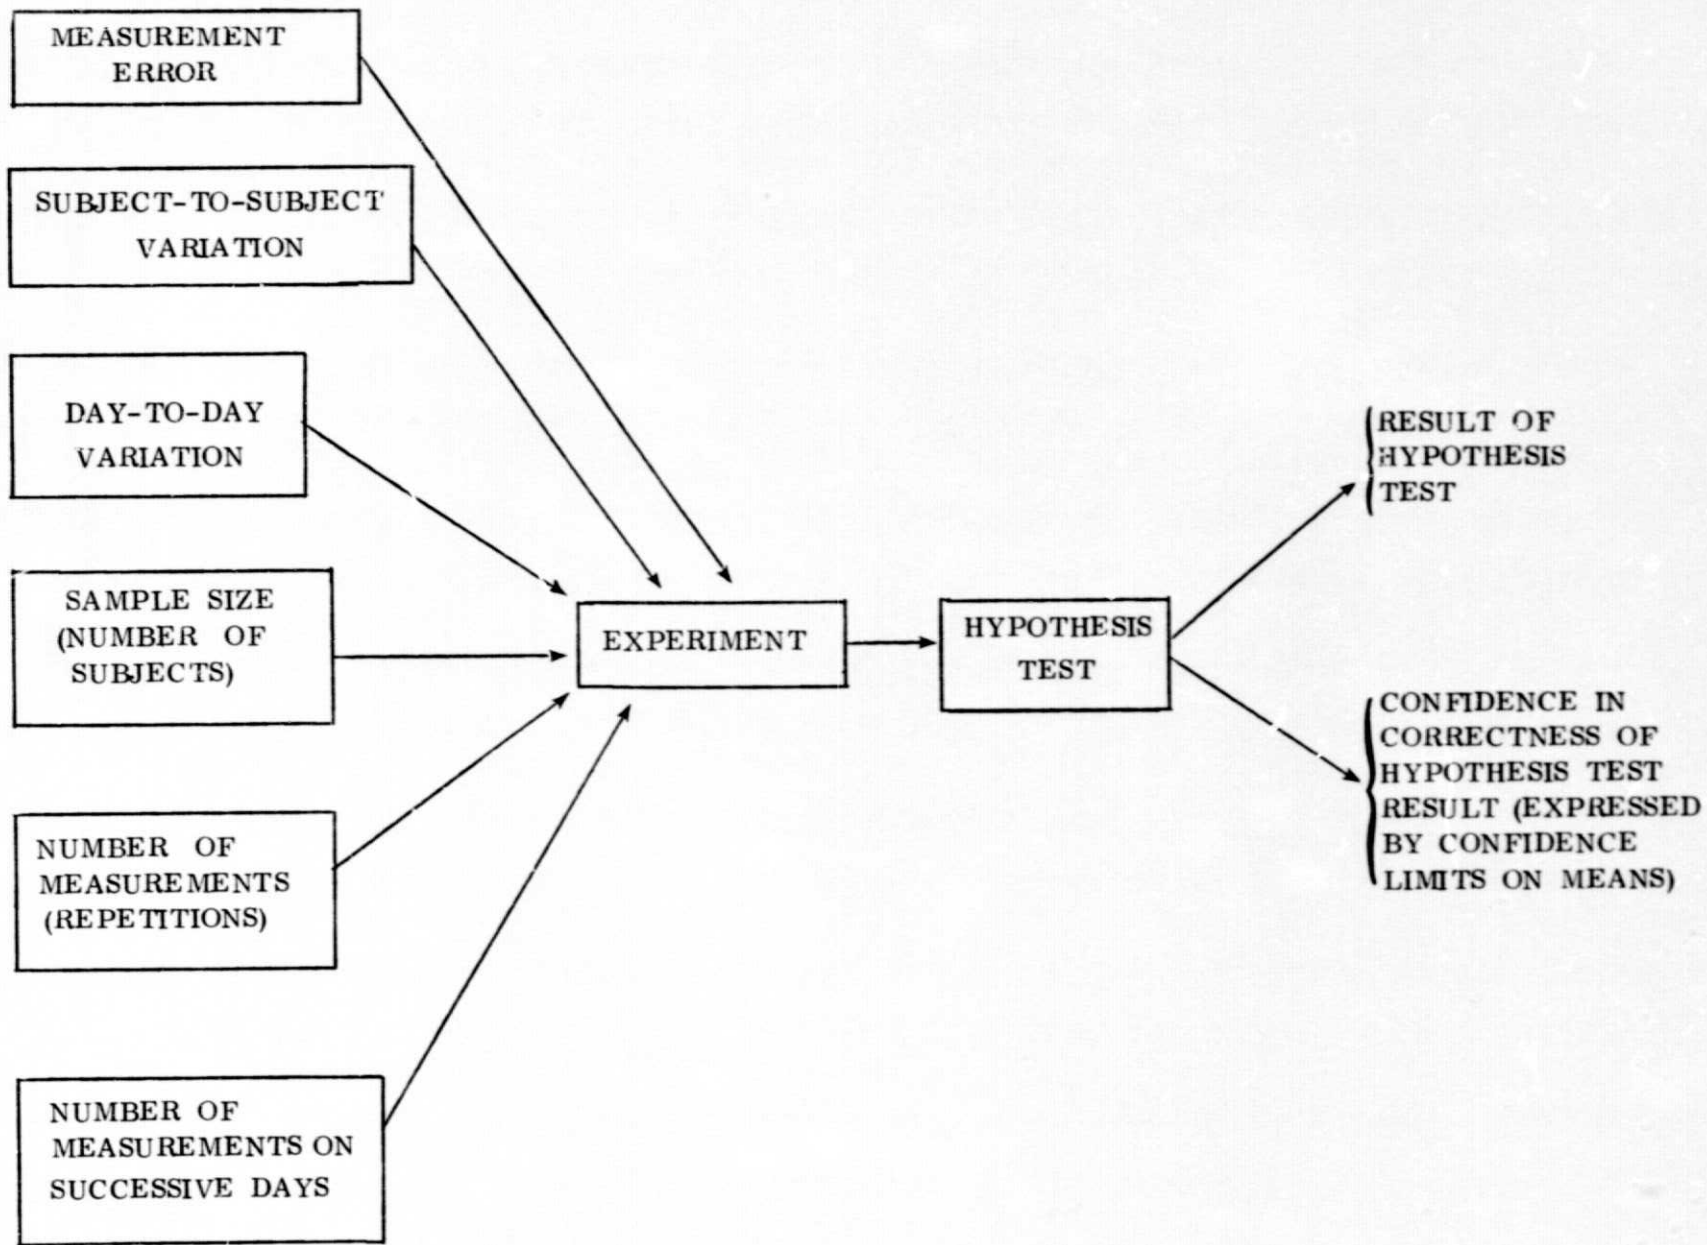 MEASUREMENT
ERROR
SUBJECT-TO-SUBJECT
VARIATION
DAY-TO-DAY
VARIATION
SAMPLE SIZE
(NUMBER OF
SUBJECTS)
NUMBER OF
MEASUREMENTS
(REPETITIONS)
NUMBER OF
MEASUREMENTS ON
SUCCESSIVE DAYS
EXPERIMENT
HYPOTHESIS
TEST
RESULT OF
HYPOTHESIS
TEST
CONFIDENCE IN
CORRECTNESS OF
HYPOTHESIS TEST
RESULT (EXPRESSED
BY CONFIDENCE
LIMITS ON MEANS)